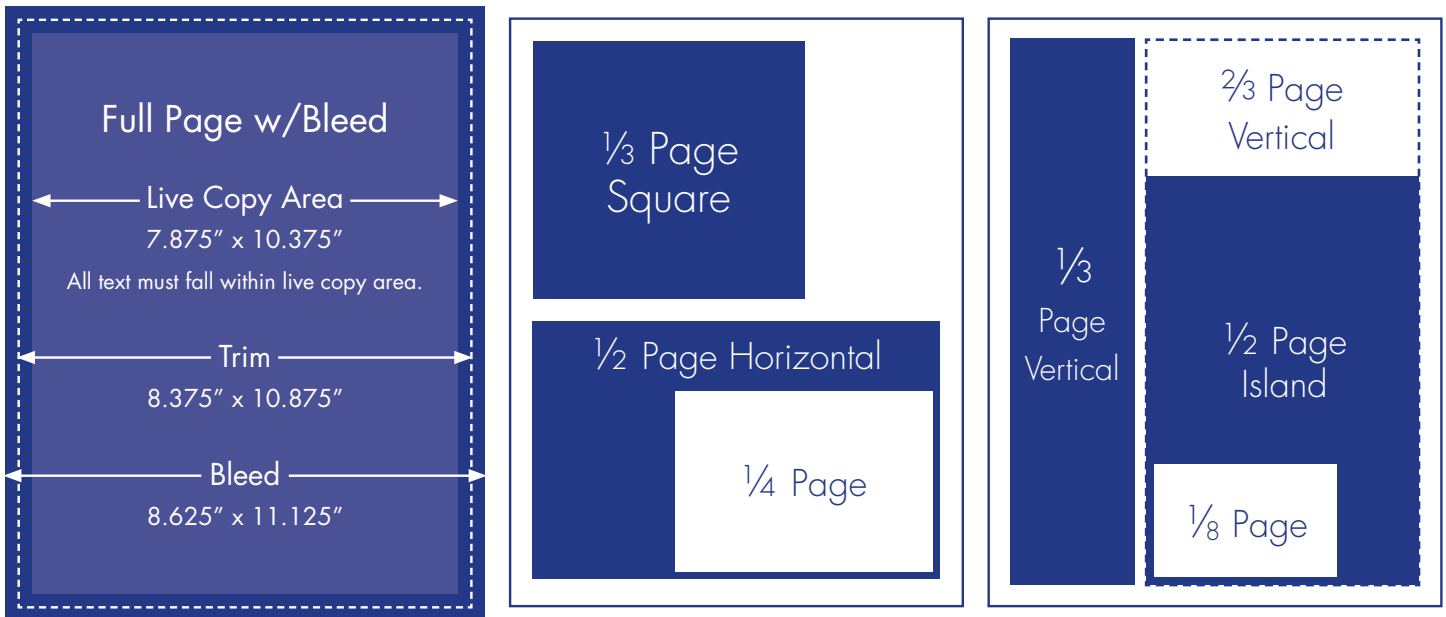 Full Page w/Bleed
Live Copy Area
7.875” x 10.375”
All text must fall within live copy area.
Trim
8.375” x 10.875”
Bleed
8.625” x 11.125”
⅓ Page
Square
½ Page Horizontal
¼ Page
⅓
Page
Vertical
⅔ Page
Vertical
½ Page
Island
⅛ Page